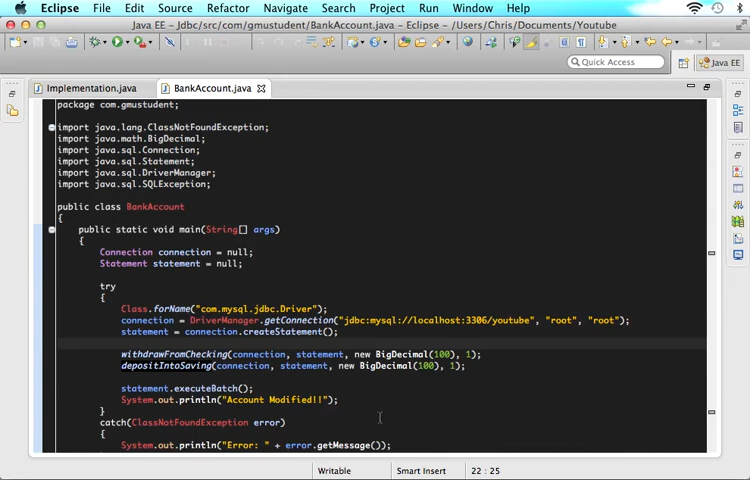 Eclipse File Edit Source Refactor Navigate Search Project Run Window Help
Java EE - Jdbc/src/com/gmustudent/BankAccount.java - Eclipse - /Users/Chris/Documents/Youtube
Quick Access
Java EE
Implementation.java
BankAccount.java
package com.gmustudent;
import java.lang.ClassNotFoundException;
import java.math.BigDecimal;
import java.sql.Connection;
import java.sql.Statement;
import java.sql.DriverManager;
import java.sql.SQLException;
public class BankAccount
{
public static void main(String[] args)
{
Connection connection = null;
Statement statement = null;
try
{
Class.forName("com.mysql.jdbc.Driver");
connection = DriverManager.getConnection("jdbc:mysql://localhost:3306/youtube", "root", "root");
statement = connection.createStatement();
withdrawFromChecking(connection, statement, new BigDecimal(100), 1);
depositIntoSaving(connection, statement, new BigDecimal(100), 1);
statement.executeBatch();
System.out.println("Account Modified!!");
}
catch(ClassNotFoundException error)
{
System.out.println("Error: " + error.getMessage());
Writable
Smart Insert
22 : 25